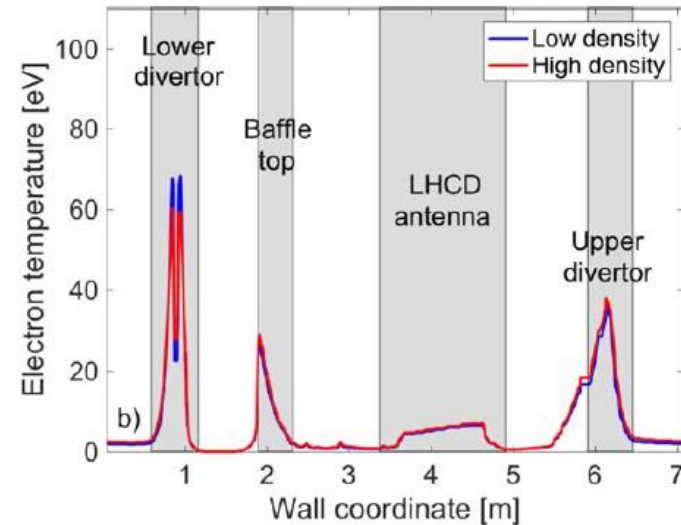 Electron temperature [eV]
100
80
60
40
20
0
Lower
divertor
Baffle
top
LHCD
antenna
Upper
divertor
Low density
High density
b)
1
2
3
4
5
6
7
Wall coordinate [m]